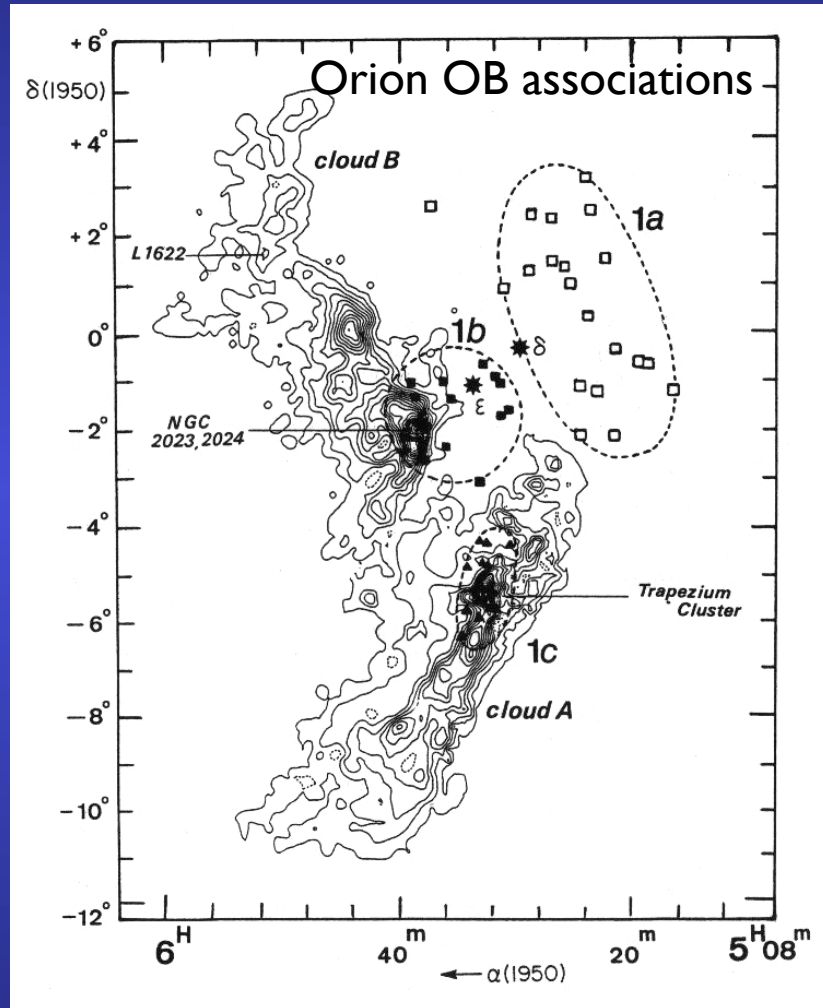 Orion OB associations
+6°
δ(1950)
+4°
+2°
0°
−2°
−4°
−6°
−8°
−10°
−12°
cloud B
1a
L1622
1b
δ
ε
NGC
2023,2024
Trapezium
Cluster
1c
cloud A
6H 40m 20m 5H08m
← α(1950)